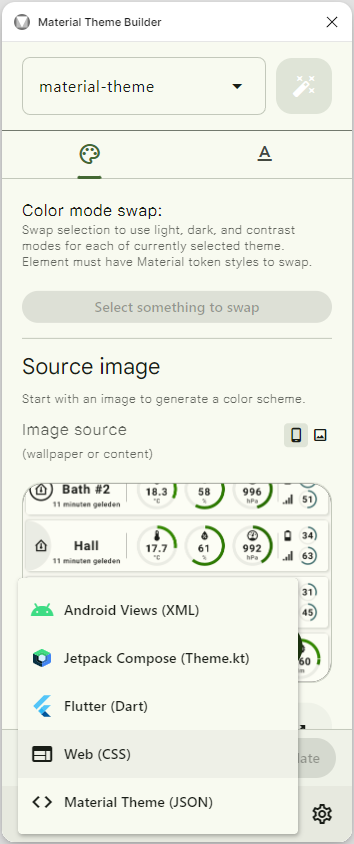 Material Theme Builder
material-theme
A
Color mode swap:
Swap selection to use light, dark, and contrast
modes for each of currently selected theme.
Element must have Material token styles to swap.
Select something to swap
Source image
Start with an image to generate a color scheme.
Image source
(wallpaper or content)
Bath #2
11 minuten geleden
18.3
°C
58
%
996
hPa
51
Hall
11 minuten geleden
17.7
°C
61
%
992
hPa
34
63
31
45
60
Android Views (XML)
Jetpack Compose (Theme.kt)
Flutter (Dart)
Web (CSS)
Material Theme (JSON)